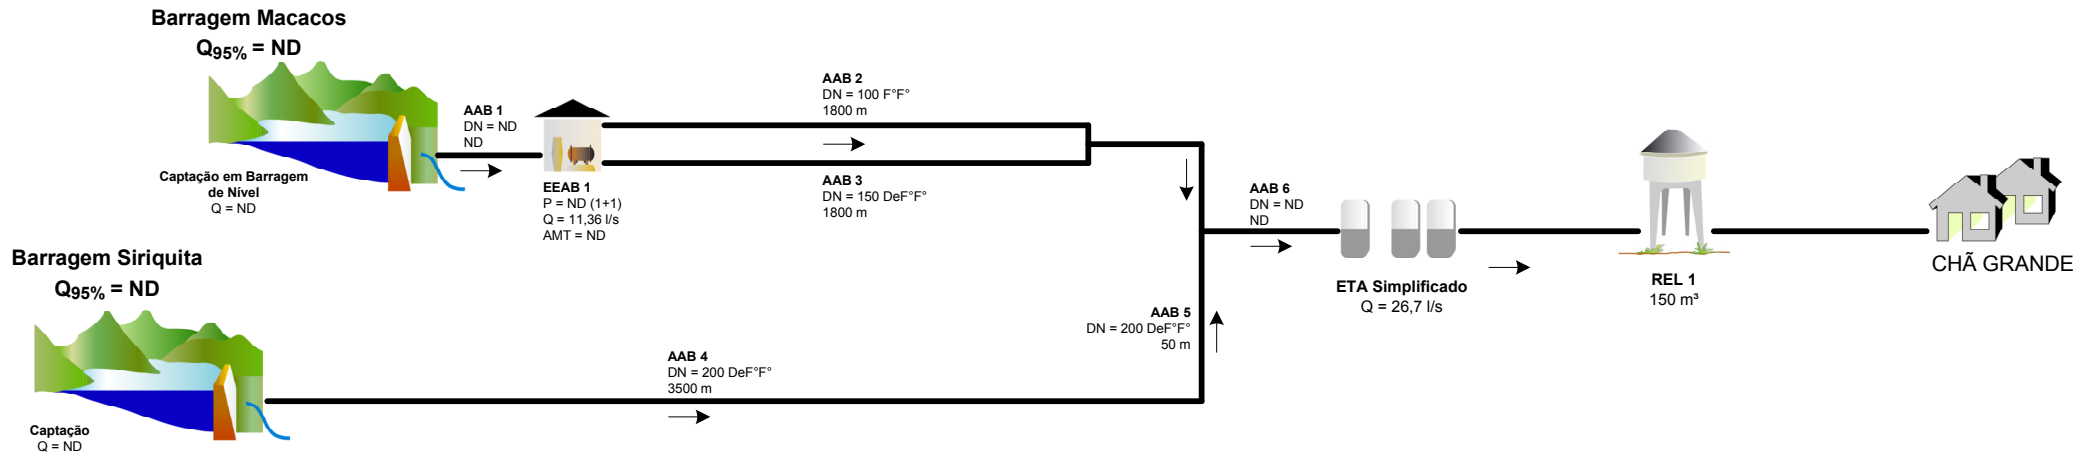 Barragem Macacos
Q95% = ND
Captação em Barragem
de Nível
Q = ND
AAB 1
DN = ND
ND
EEAB 1
P = ND (1+1)
Q = 11,36 l/s
AMT = ND
AAB 2
DN = 100 F°F°
1800 m
AAB 3
DN = 150 DeF°F°
1800 m
Barragem Siriquita
Q95% = ND
Captação
Q = ND
AAB 4
DN = 200 DeF°F°
3500 m
AAB 5
DN = 200 DeF°F°
50 m
AAB 6
DN = ND
ND
ETA Simplificado
Q = 26,7 l/s
REL 1
150 m³
CHÃ GRANDE